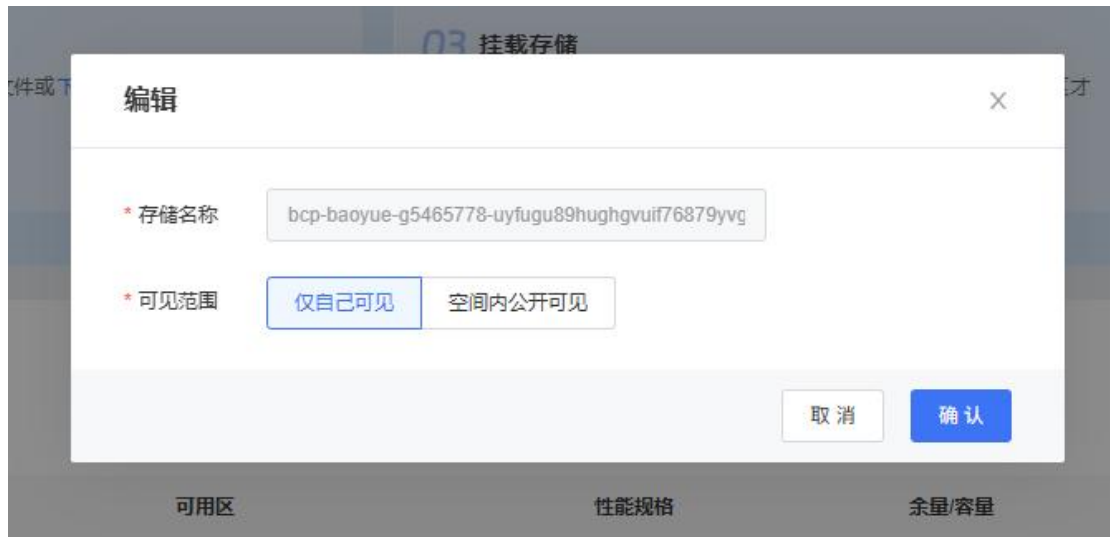 03 挂载存储
件或下
区才
编辑
* 存储名称 bcp-baoyue-g5465778-uyfugu89hughgvuif76879yvg
* 可见范围 仅自己可见 空间内公开可见
取 消 确 认
可用区 性能规格 余量/容量